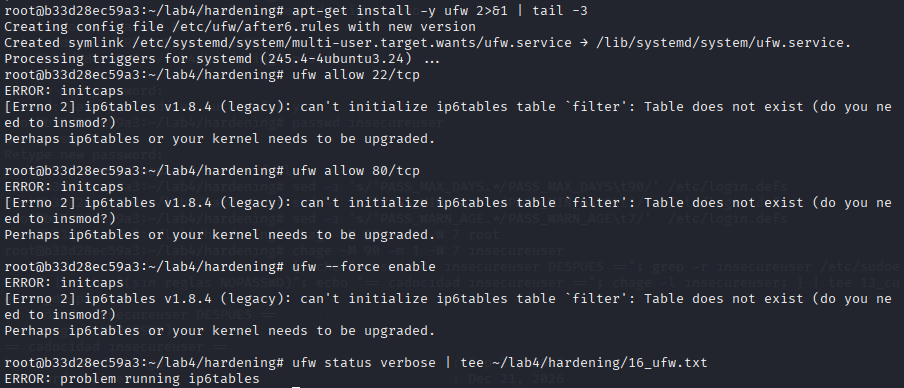 root@b33d28ec59a3:~/lab4/hardening# apt-get install -y ufw 2>&1 | tail -3
Creating config file /etc/ufw/after6.rules with new version
Created symlink /etc/systemd/system/multi-user.target.wants/ufw.service → /lib/systemd/system/ufw.service.
Processing triggers for systemd (245.4-4ubuntu3.24) ...
root@b33d28ec59a3:~/lab4/hardening# ufw allow 22/tcp
ERROR: initcaps
[Errno 2] ip6tables v1.8.4 (legacy): can't initialize ip6tables table `filter': Table does not exist (do you ne
ed to insmod?)
Perhaps ip6tables or your kernel needs to be upgraded.
root@b33d28ec59a3:~/lab4/hardening# ufw allow 80/tcp
ERROR: initcaps
[Errno 2] ip6tables v1.8.4 (legacy): can't initialize ip6tables table `filter': Table does not exist (do you ne
ed to insmod?)
Perhaps ip6tables or your kernel needs to be upgraded.
root@b33d28ec59a3:~/lab4/hardening# ufw --force enable
ERROR: initcaps
[Errno 2] ip6tables v1.8.4 (legacy): can't initialize ip6tables table `filter': Table does not exist (do you ne
ed to insmod?)
Perhaps ip6tables or your kernel needs to be upgraded.
root@b33d28ec59a3:~/lab4/hardening# ufw status verbose | tee ~/lab4/hardening/16_ufw.txt
ERROR: problem running ip6tables